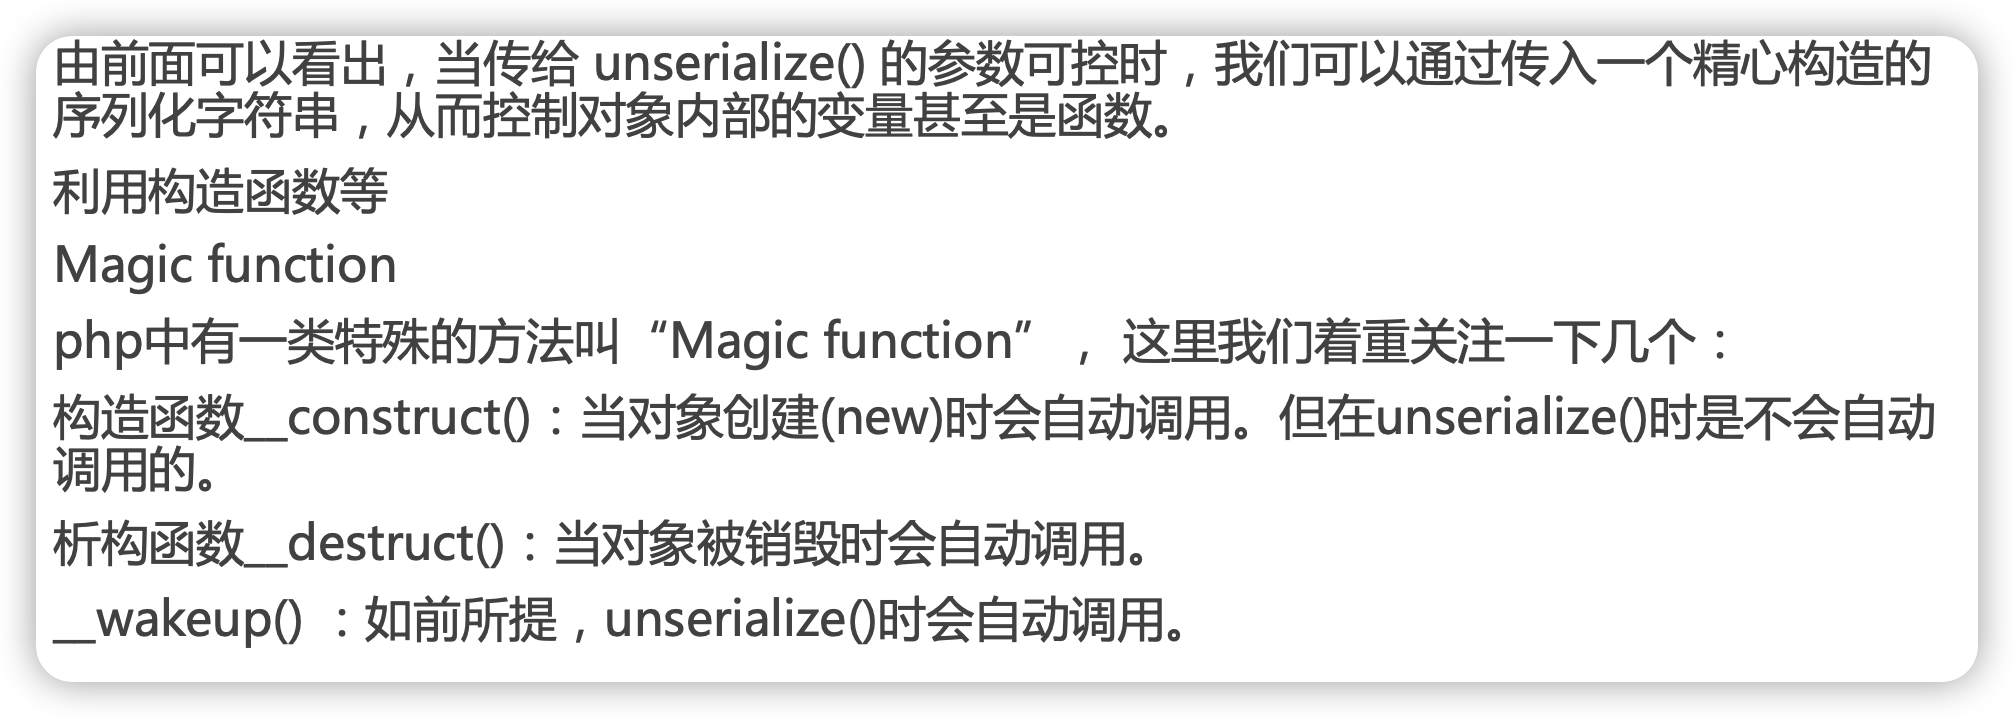 由前面可以看出，当传给 unserialize() 的参数可控时，我们可以通过传入一个精心构造的
序列化字符串，从而控制对象内部的变量甚至是函数。
利用构造函数等
Magic function
php中有一类特殊的方法叫“Magic function”， 这里我们着重关注一下几个：
构造函数__construct()：当对象创建(new)时会自动调用。但在unserialize()时是不会自动
调用的。
析构函数__destruct()：当对象被销毁时会自动调用。
__wakeup() ：如前所提，unserialize()时会自动调用。